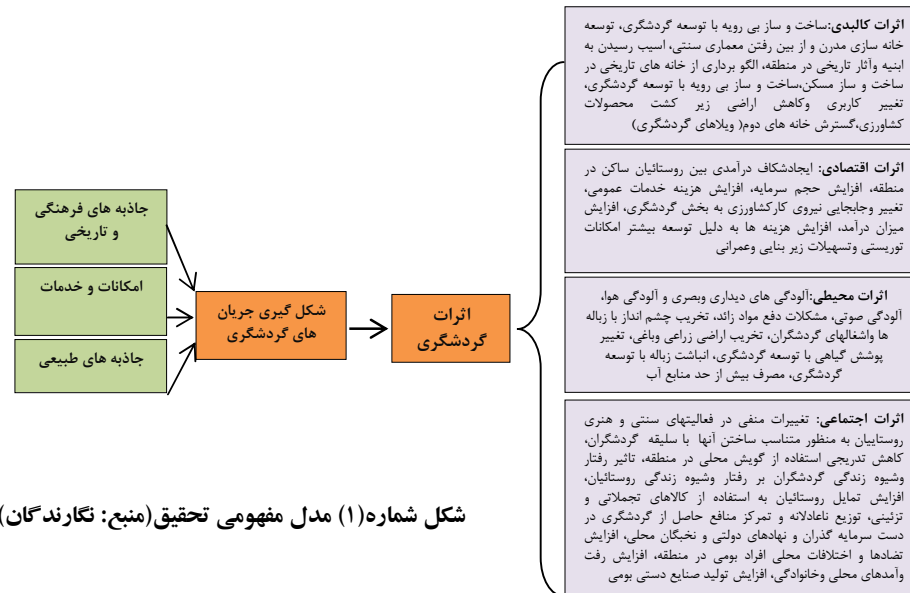 جاذبه های فرهنگی
و تاریخی
امکانات و خدمات
جاذبه های طبیعی
شکل گیری جریان
های گردشگری
اثرات
گردشگری
اثرات کالبدی:ساخت و ساز بی رویه با توسعه گردشگری، توسعه
خانه سازی مدرن و از بین رفتن معماری سنتی، اسیب رسیدن به
ابنیه وآثار تاریخی در منطقه، الگو برداری از خانه های تاریخی در
ساخت و ساز مسکن،ساخت و ساز بی رویه با توسعه گردشگری،
تغییر کاربری وکاهش اراضی زیر کشت محصولات
کشاورزی،گسترش خانه های دوم( ویلاهای گردشگری)
اثرات اقتصادی: ایجادشکاف درآمدی بین روستائیان ساکن در
منطقه، افزایش حجم سرمایه، افزایش هزینه خدمات عمومی،
تغییر وجابجایی نیروی کارکشاورزی به بخش گردشگری، افزایش
میزان درآمد، افزایش هزینه ها به دلیل توسعه بیشتر امکانات
توریستی وتسهیلات زیر بنایی وعمرانی
اثرات محیطی:آلودگی های دیداری وبصری و آلودگی هوا،
آلودگی صوتی، مشکلات دفع مواد زائد، تخریب چشم انداز با زباله
ها واشغالهای گردشگران، تخریب اراضی زراعی وباغی، تغییر
پوشش گیاهی با توسعه گردشگری، انباشت زباله با توسعه
گردشگری، مصرف بیش از حد منابع آب
اثرات اجتماعی: تغییرات منفی در فعالیتهای سنتی و هنری
روستاییان به منظور متناسب ساختن آنها با سلیقه گردشگران،
کاهش تدریجی استفاده از گویش محلی در منطقه، تاثیر رفتار
وشیوه زندگی گردشگران بر رفتار وشیوه زندگی روستائیان،
افزایش تمایل روستائیان به استفاده از کالاهای تجملاتی و
تزئینی، توزیع ناعادلانه و تمرکز منافع حاصل از گردشگری در
دست سرمایه گذران و نهادهای دولتی و نخبگان محلی، افزایش
تضادها و اختلافات محلی افراد بومی در منطقه، افزایش رفت
وآمدهای محلی وخانوادگی، افزایش تولید صنایع دستی بومی
شکل شماره(۱) مدل مفهومی تحقیق(منبع: نگارندگان)